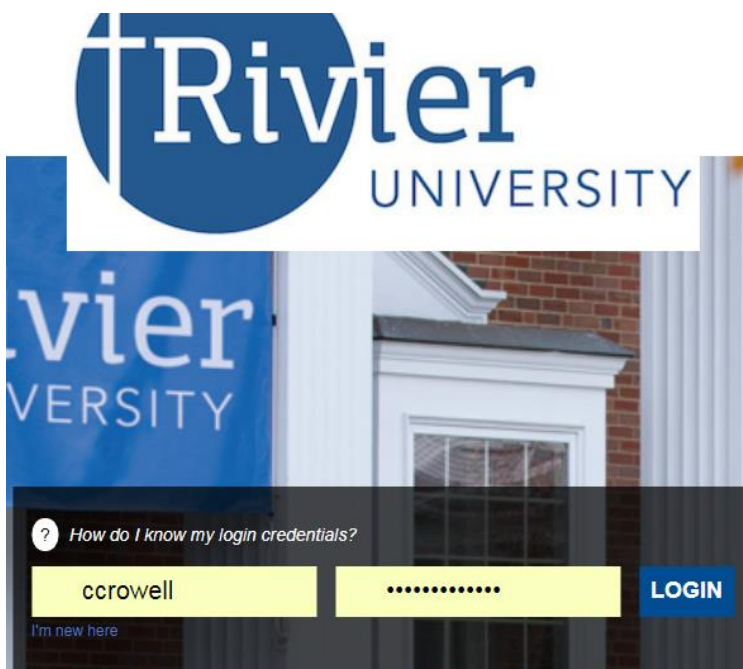 Rivier
UNIVERSITY
vier
VERSITY
? How do I know my login credentials?
ccrowell ••••••••••••• LOGIN
I'm new here